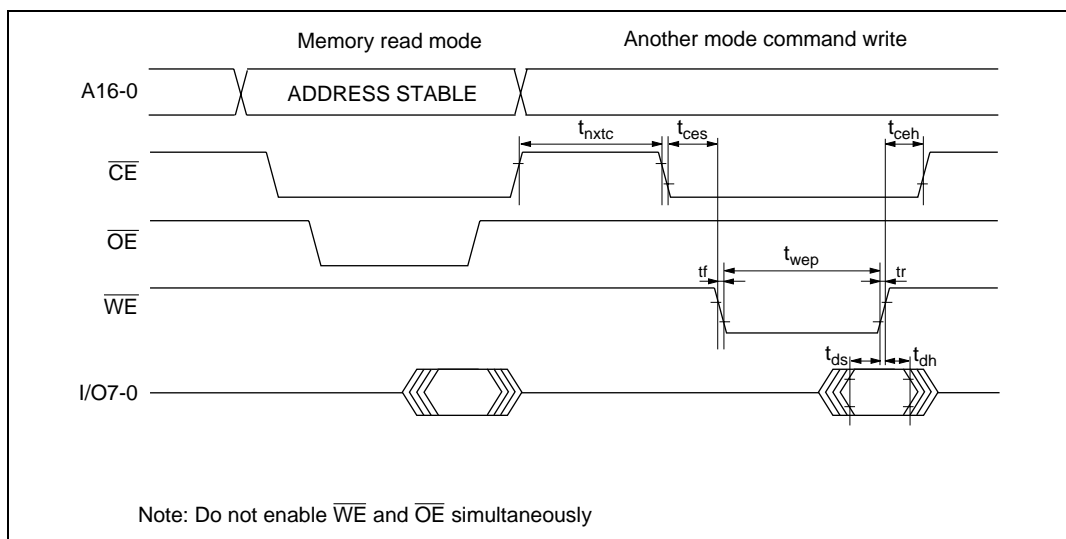 Memory read mode
Another mode command write
A16-0
ADDRESS STABLE
tnxtc
tces
tceh
CE
OE
twep
tf
tr
WE
tds
tdh
I/O7-0
Note: Do not enable WE and OE simultaneously